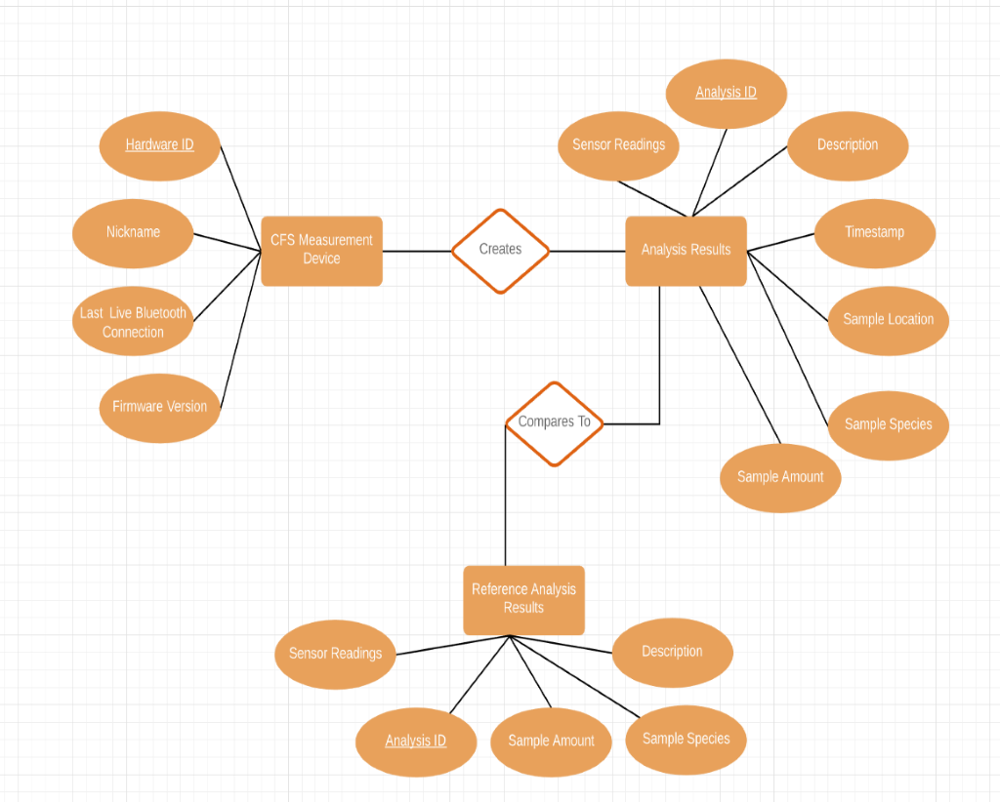 Analysis ID
Sensor Readings
Description
Hardware ID
Nickname
Timestamp
CFS Measurement
Device
Creates
Analysis Results
Last  Live Bluetooth
Connection
Sample Location
Firmware Version
Compares To
Sample Species
Sample Amount
Reference Analysis
Results
Sensor Readings
Description
Analysis ID
Sample Amount
Sample Species